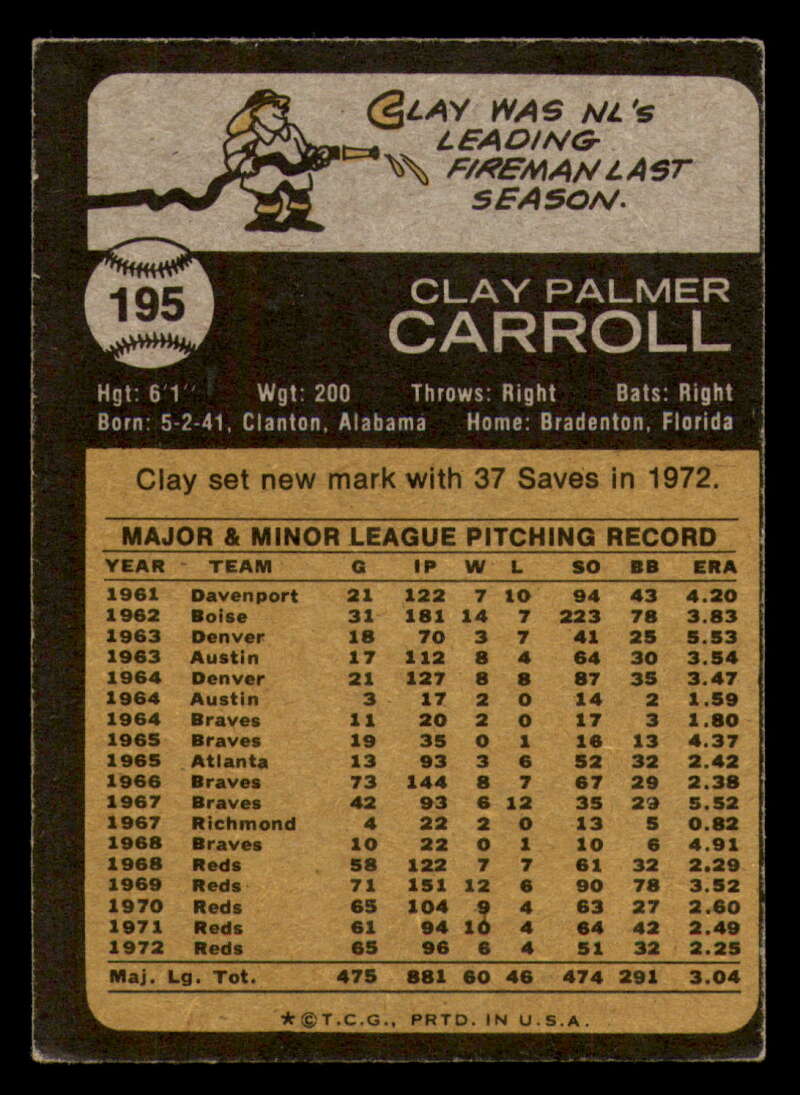 CLAY WAS NL'S
LEADING
FIREMAN LAST
SEASON.
195
CLAY PALMER
CARROLL
Hgt: 6'1" Wgt: 200 Throws: Right Bats: Right
Born: 5-2-41, Clanton, Alabama Home: Bradenton, Florida
Clay set new mark with 37 Saves in 1972.
MAJOR & MINOR LEAGUE PITCHING RECORD
YEAR TEAM G IP W L SO BB ERA
1961 Davenport 21 122 7 10 94 43 4.20
1962 Boise 31 181 14 7 223 78 3.83
1963 Denver 18 70 3 7 41 25 5.53
1963 Austin 17 112 8 4 64 30 3.54
1964 Denver 21 127 8 8 87 35 3.47
1964 Austin 3 17 2 0 14 2 1.59
1964 Braves 11 20 2 0 17 3 1.80
1965 Braves 19 35 0 1 16 13 4.37
1965 Atlanta 13 93 3 6 52 32 2.42
1966 Braves 73 144 8 7 67 29 2.38
1967 Braves 42 93 6 12 35 29 5.52
1967 Richmond 4 22 2 0 13 5 0.82
1968 Braves 10 22 0 1 10 6 4.91
1968 Reds 58 122 7 7 61 32 2.29
1969 Reds 71 151 12 6 90 78 3.52
1970 Reds 65 104 9 4 63 27 2.60
1971 Reds 61 94 10 4 64 42 2.49
1972 Reds 65 96 6 4 51 32 2.25
Maj. Lg. Tot. 475 881 60 46 474 291 3.04
★©T.C.G., PRTD. IN U.S.A.